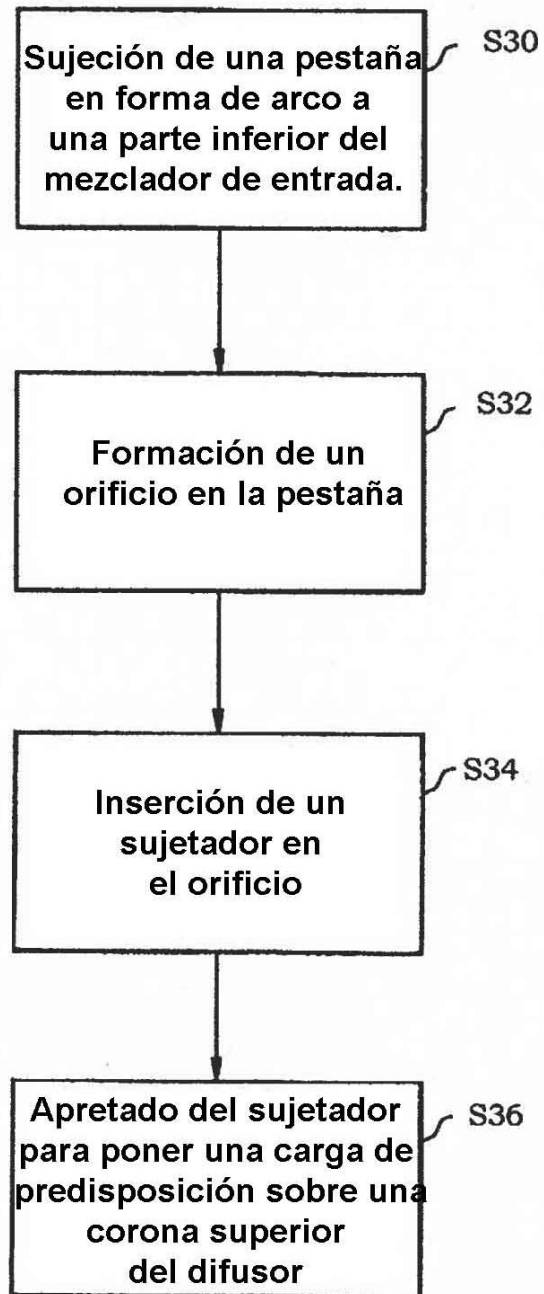 Sujeción de una pestaña
en forma de arco a
una parte inferior del
mezclador de entrada.
S30
Formación de un
orificio en la pestaña
S32
Inserción de un
sujetador en
el orificio
S34
Apretado del sujetador
para poner una carga de
predisposición sobre una
corona superior
del difusor
S36